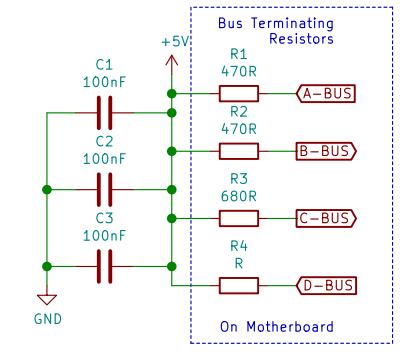 Bus Terminating
Resistors
+5V
C1
100nF
R1
470R
A-BUS
R2
470R
B-BUS
C2
100nF
R3
680R
C-BUS
C3
100nF
R4
R
D-BUS
GND
On Motherboard